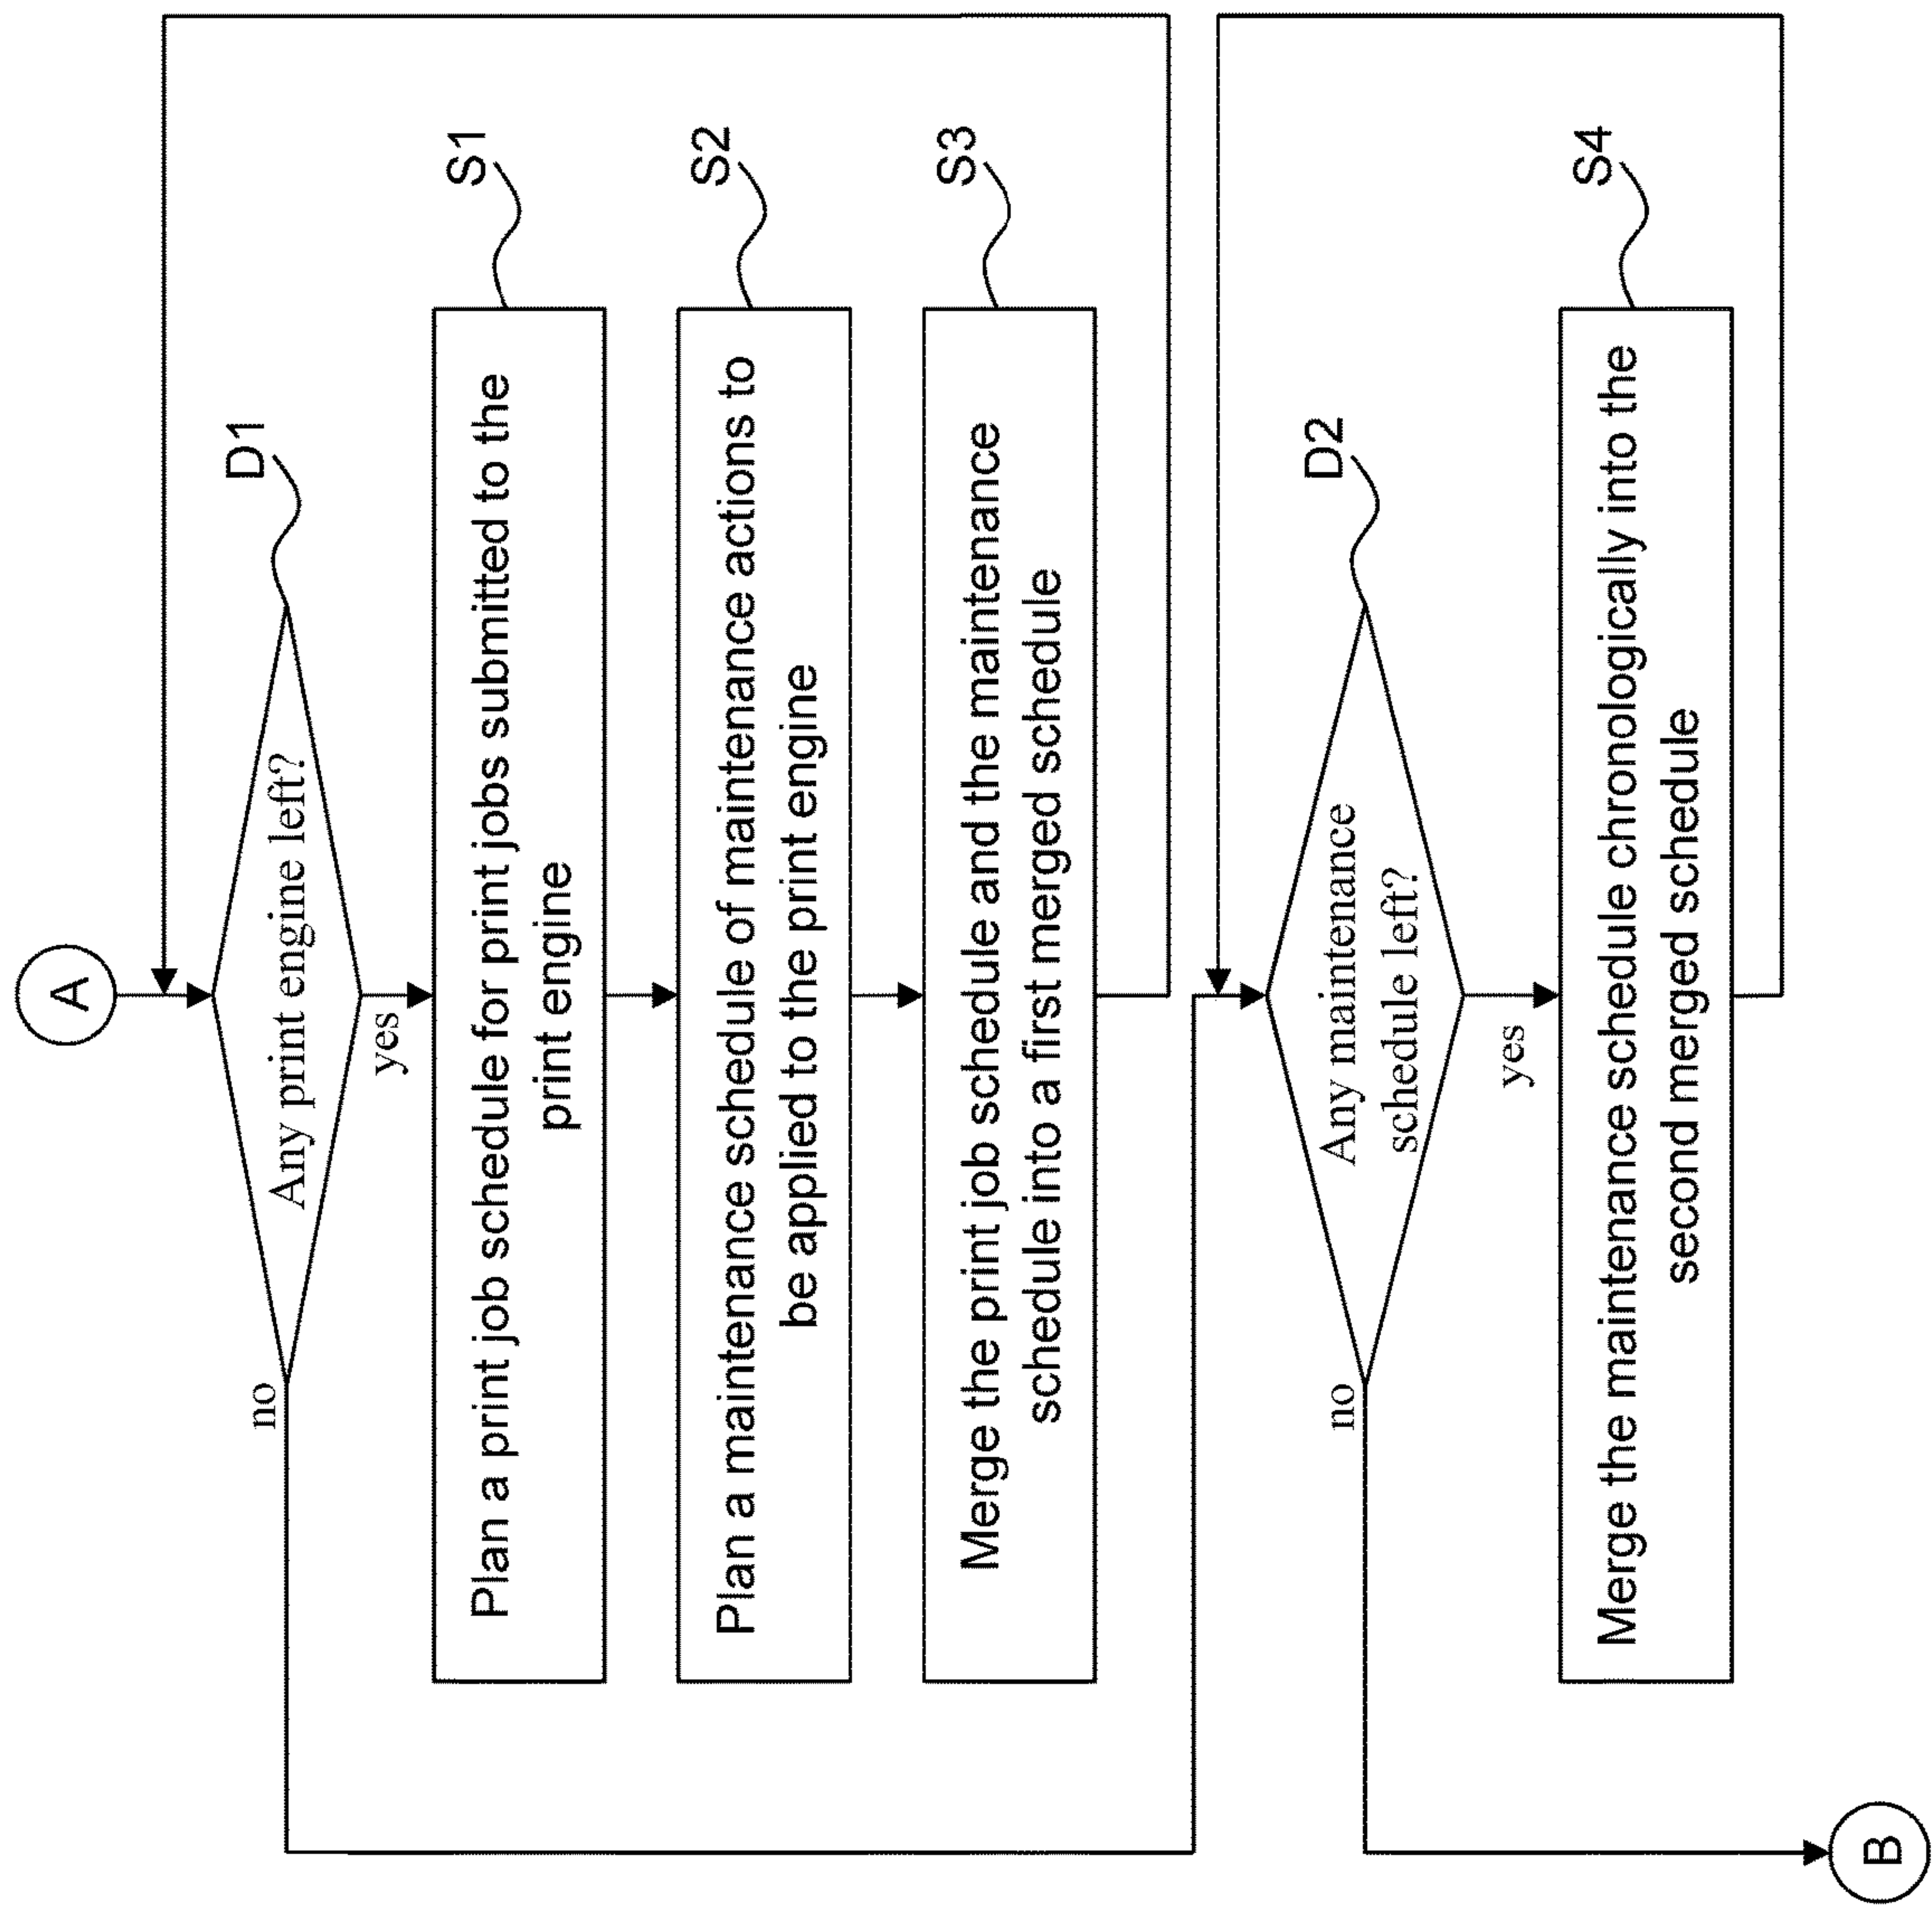 A
D1
Any print engine left?
no
yes
S1
Plan a print job schedule for print jobs submitted to the
print engine
S2
Plan a maintenance schedule of maintenance actions to
be applied to the print engine
S3
Merge the print job schedule and the maintenance
schedule into a first merged schedule
D2
Any maintenance
schedule left?
no
yes
S4
Merge the maintenance schedule chronologically into the
second merged schedule
B